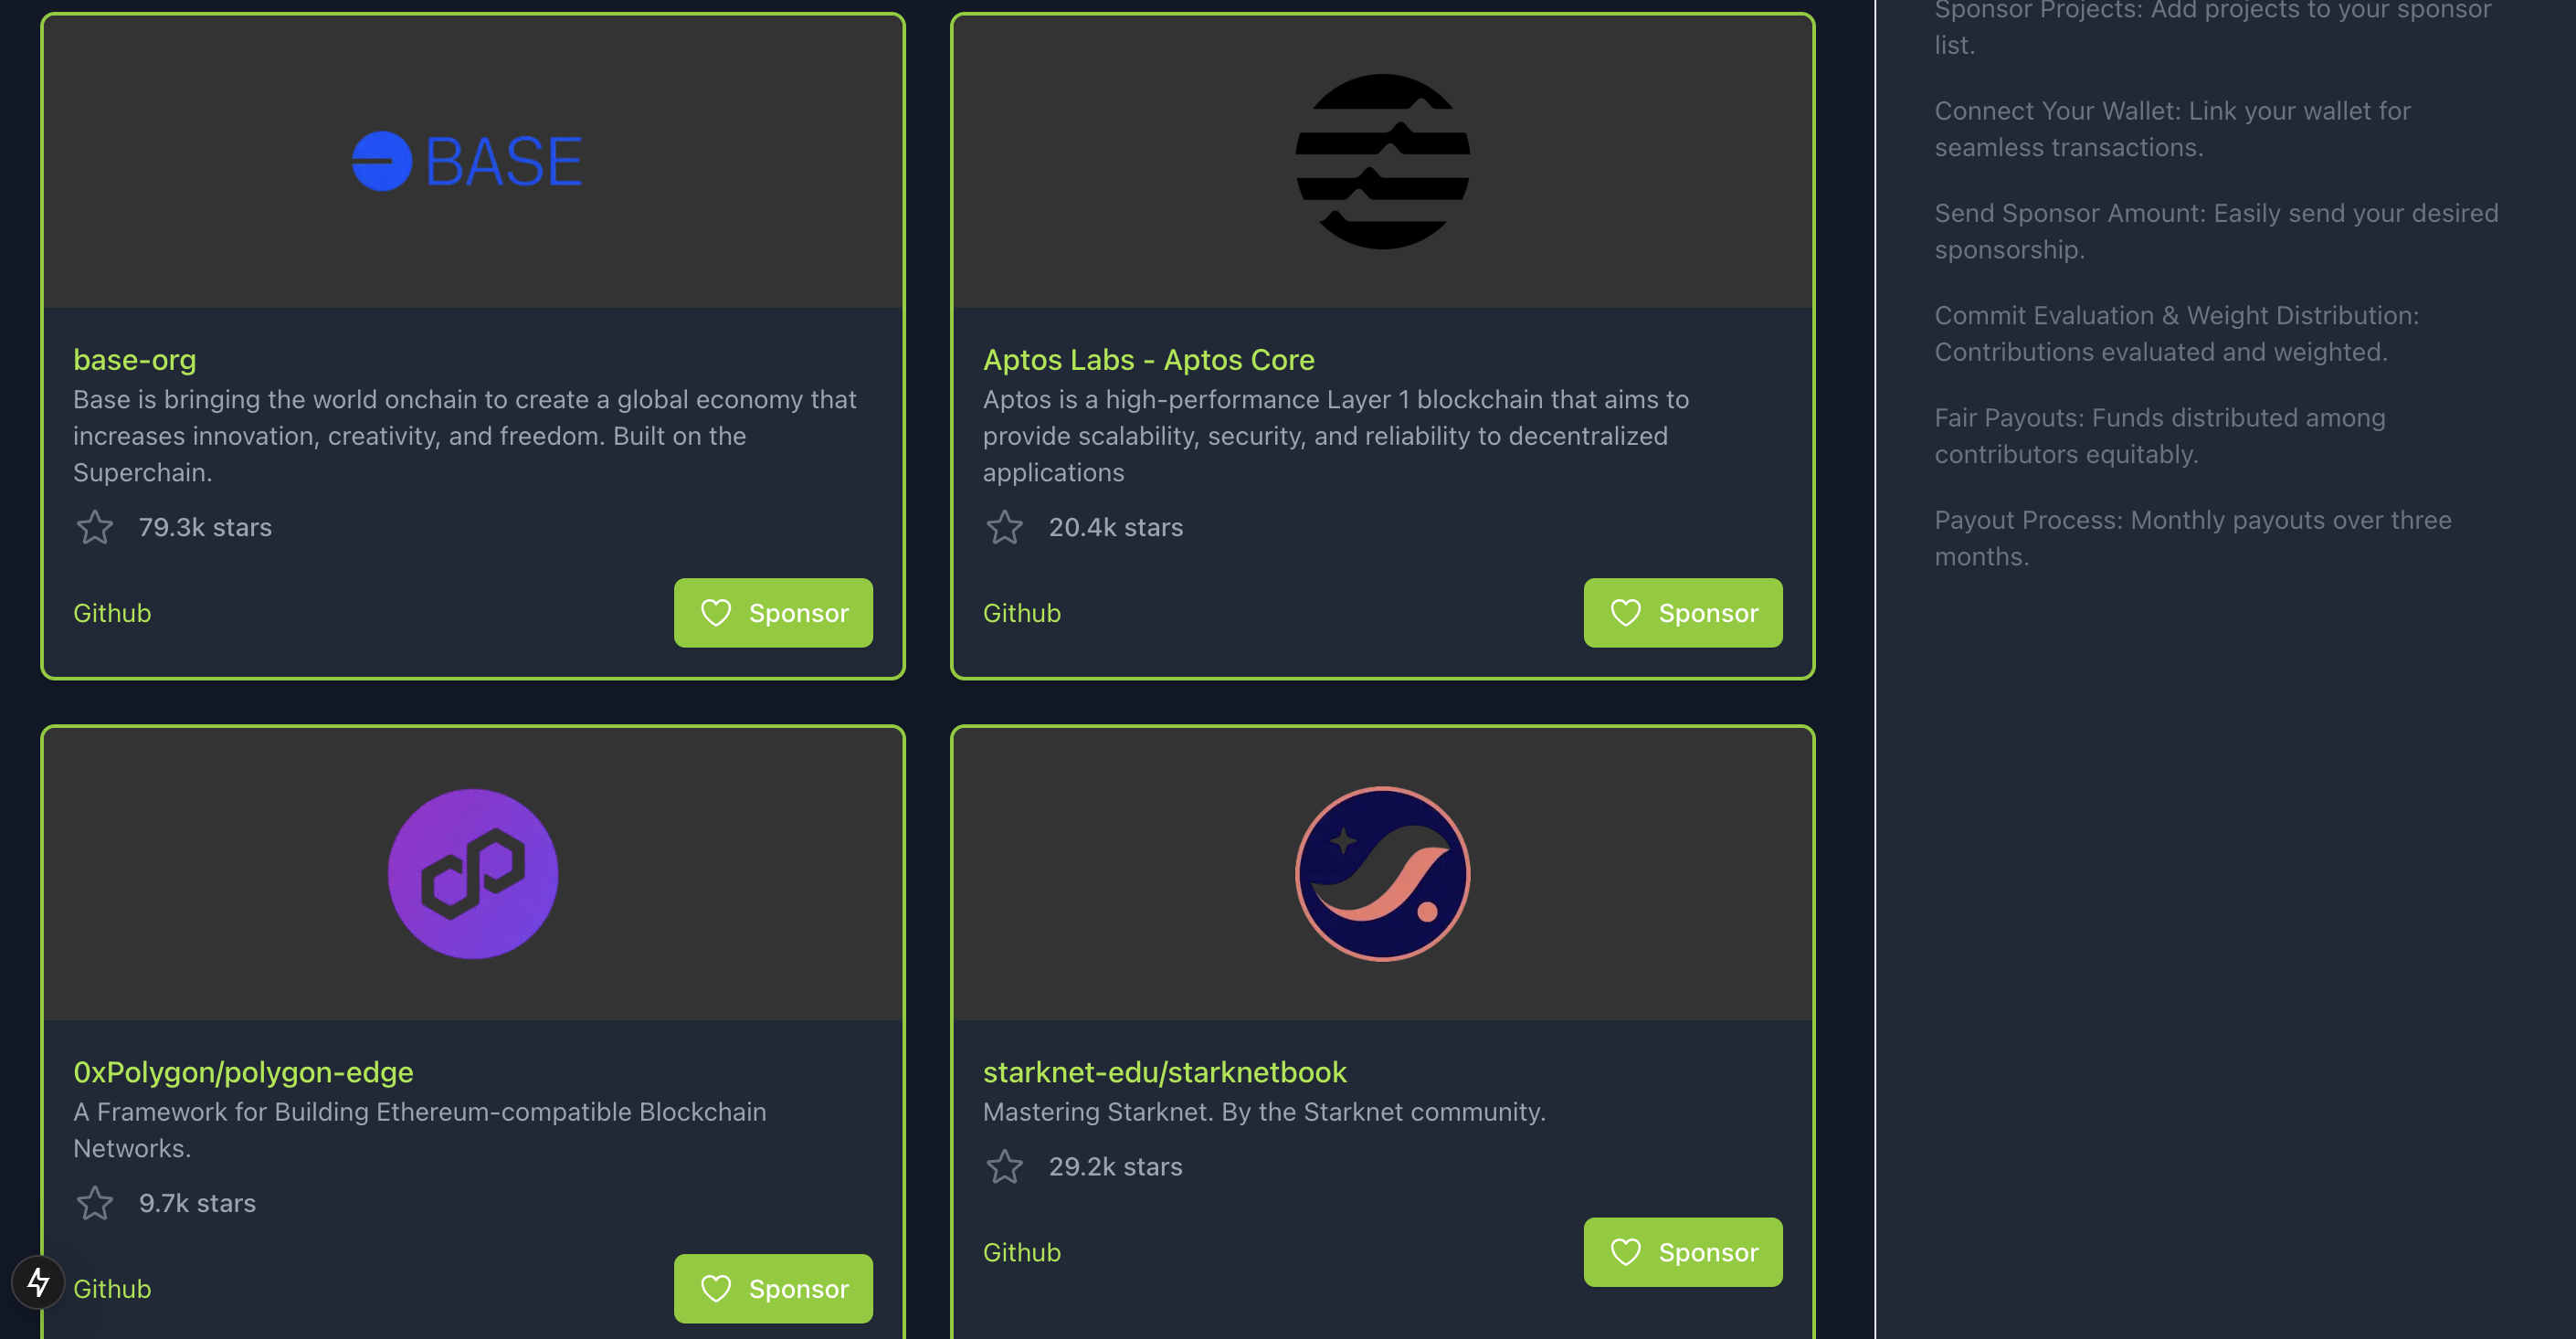 BASE
base-org
Base is bringing the world onchain to create a global economy that
increases innovation, creativity, and freedom. Built on the
Superchain.
79.3k stars
Github
Sponsor
Aptos Labs - Aptos Core
Aptos is a high-performance Layer 1 blockchain that aims to
provide scalability, security, and reliability to decentralized
applications
20.4k stars
Github
Sponsor
0xPolygon/polygon-edge
A Framework for Building Ethereum-compatible Blockchain
Networks.
9.7k stars
Github
Sponsor
starknet-edu/starknetbook
Mastering Starknet. By the Starknet community.
29.2k stars
Github
Sponsor
Sponsor Projects: Add projects to your sponsor
list.
Connect Your Wallet: Link your wallet for
seamless transactions.
Send Sponsor Amount: Easily send your desired
sponsorship.
Commit Evaluation & Weight Distribution:
Contributions evaluated and weighted.
Fair Payouts: Funds distributed among
contributors equitably.
Payout Process: Monthly payouts over three
months.